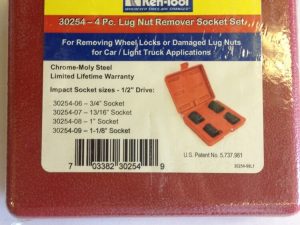 Ken-Tool
30254 – 4 Pc. Lug Nut Remover Socket Set
For Removing Wheel Locks or Damaged Lug Nuts
for Car / Light Truck Applications
Chrome-Moly Steel
Limited Lifetime Warranty
Impact Socket sizes - 1/2" Drive:
30254-06 – 3/4" Socket
30254-07 – 13/16" Socket
30254-08 – 1" Socket
30254-09 – 1-1/8" Socket
7 03382 30254 9
U.S. Patent No. 5,737,981